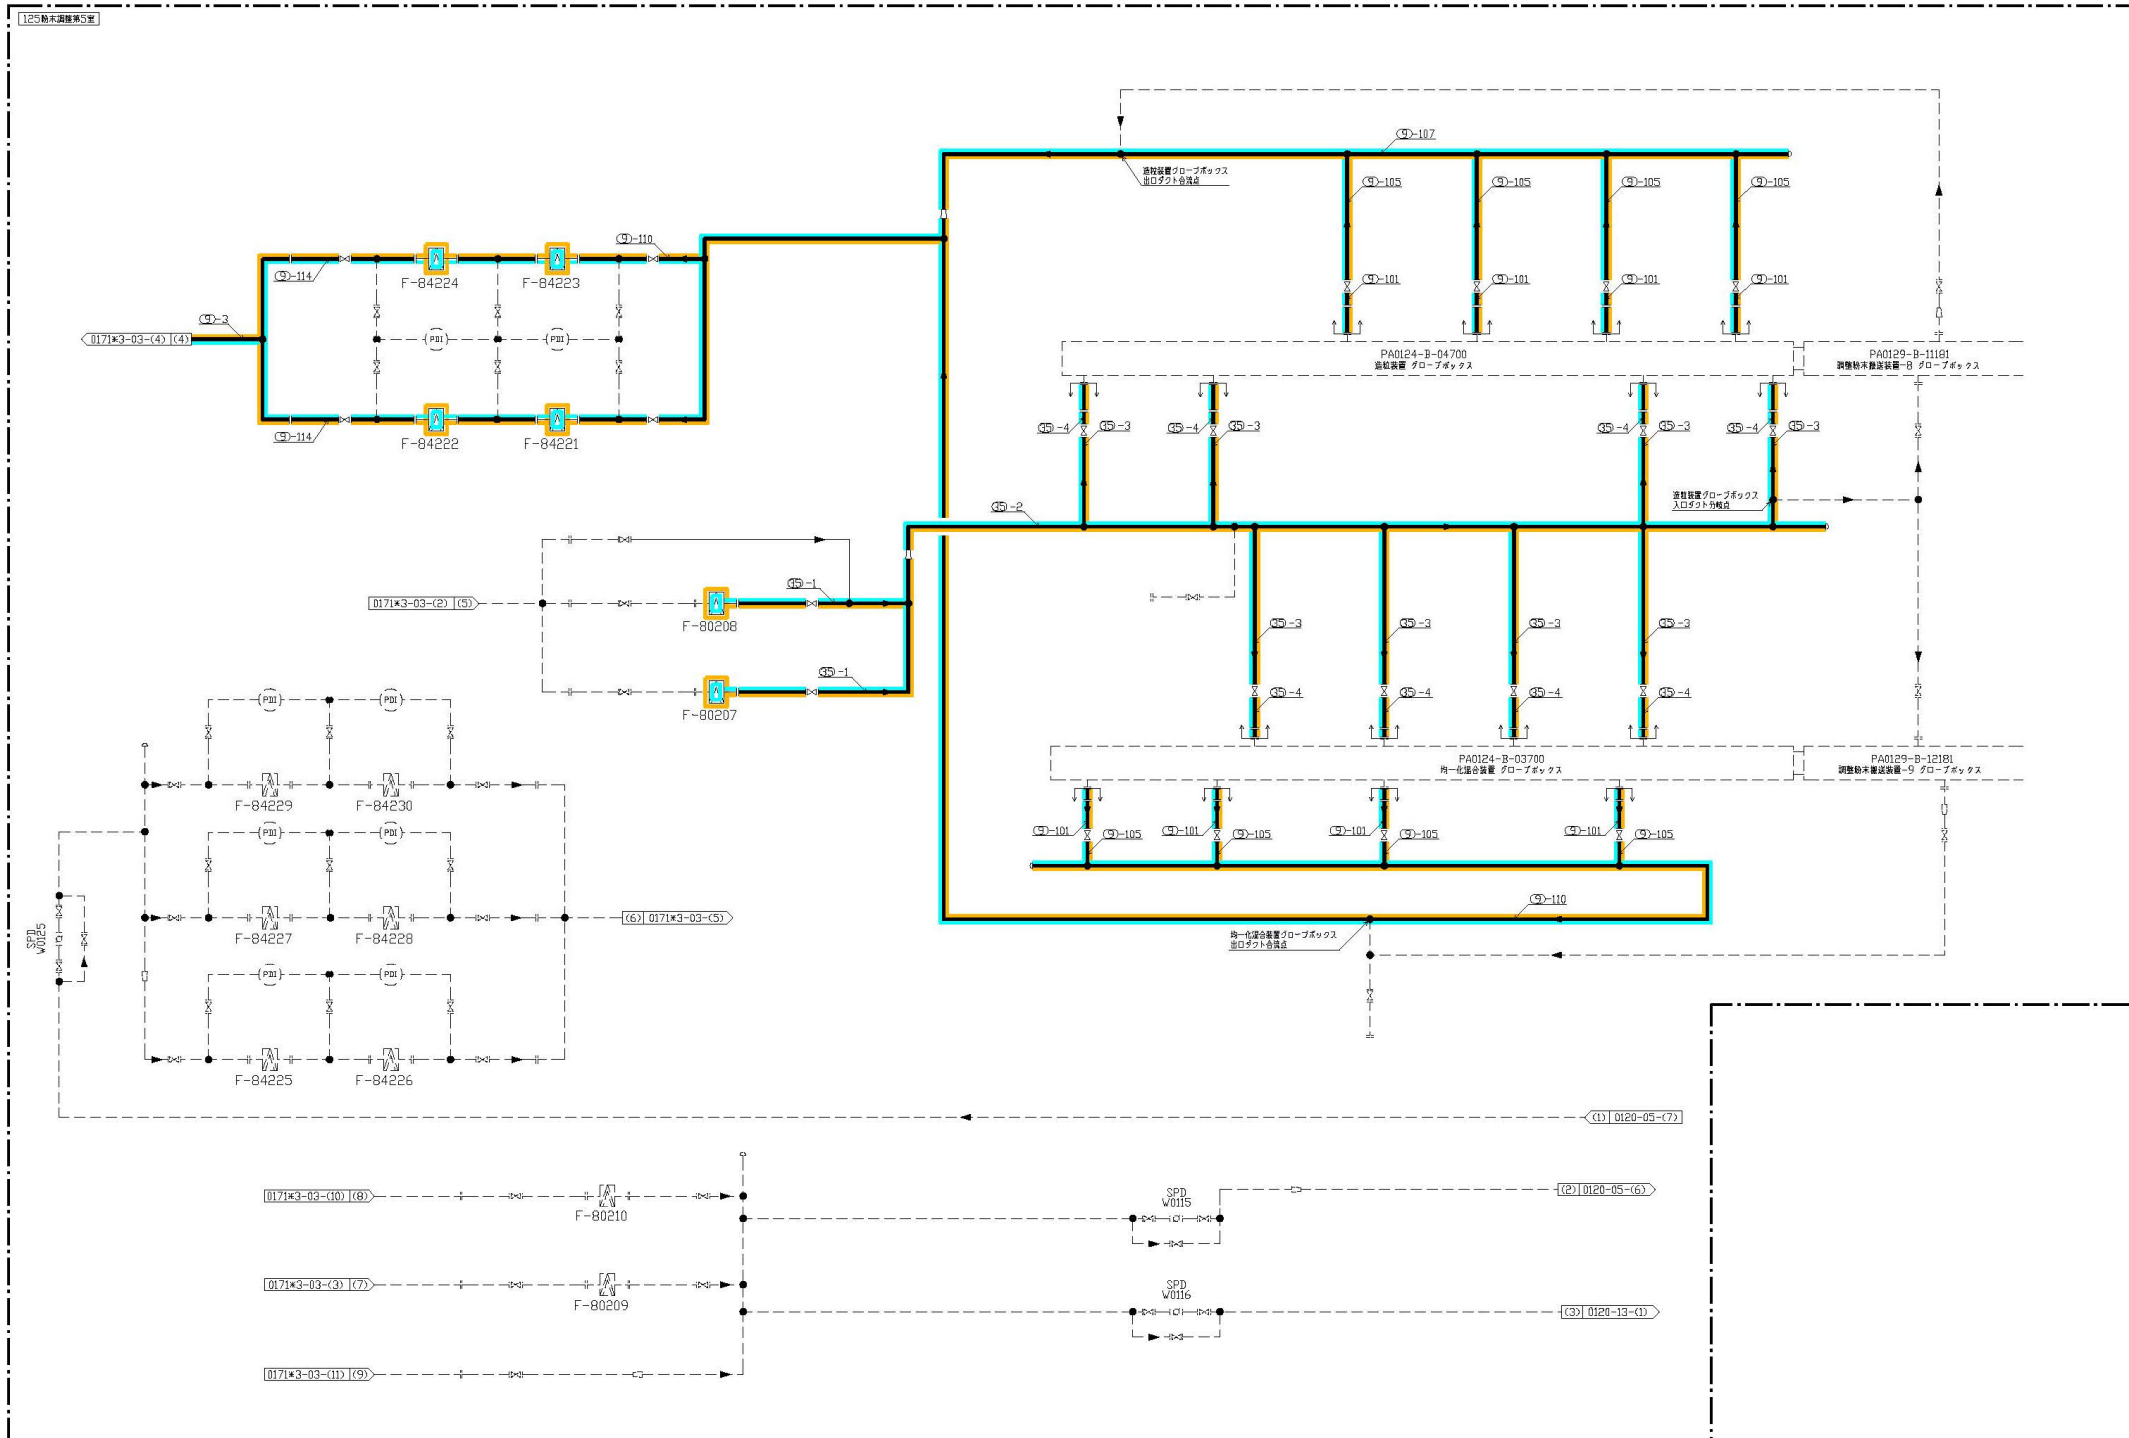 125粉末調整第5室
⑨-107
造粒装置グローブボックス
出口ダクト合流点
⑨-105
⑨-105
⑨-105
⑨-105
⑨-110
⑨-114
F-84224
F-84223
⑨-101
⑨-101
⑨-101
⑨-101
⑨-3
0171*3-03-(4) (4)
PDI
PDI
PA0124-B-04700
造粒装置 グローブボックス
PA0129-B-11181
調整粉末搬送装置-8 グローブボックス
⑨-114
F-84222
F-84221
㉟-4
㉟-3
㉟-4
㉟-3
㉟-4
㉟-3
㉟-4
㉟-3
造粒装置グローブボックス
入口ダクト分岐点
㉟-2
0171*3-03-(2) (5)
㉟-1
F-80208
㉟-3
㉟-3
㉟-3
㉟-3
㉟-1
F-80207
㉟-4
㉟-4
㉟-4
㉟-4
PDI
PDI
PA0124-B-03700
均一化混合装置 グローブボックス
PA0129-B-12181
調整粉末搬送装置-9 グローブボックス
F-84229
F-84230
PDI
PDI
⑨-101
⑨-105
⑨-101
⑨-105
⑨-101
⑨-105
⑨-101
⑨-105
⑨-110
SPD
W0125
F-84227
F-84228
(6) 0171*3-03-(5)
均一化混合装置グローブボックス
出口ダクト合流点
PDI
PDI
F-84225
F-84226
(1) 0120-05-(7)
0171*3-03-(10) (8)
F-80210
SPD
W0115
(2) 0120-05-(6)
0171*3-03-(3) (7)
F-80209
SPD
W0116
(3) 0120-13-(1)
0171*3-03-(11) (9)